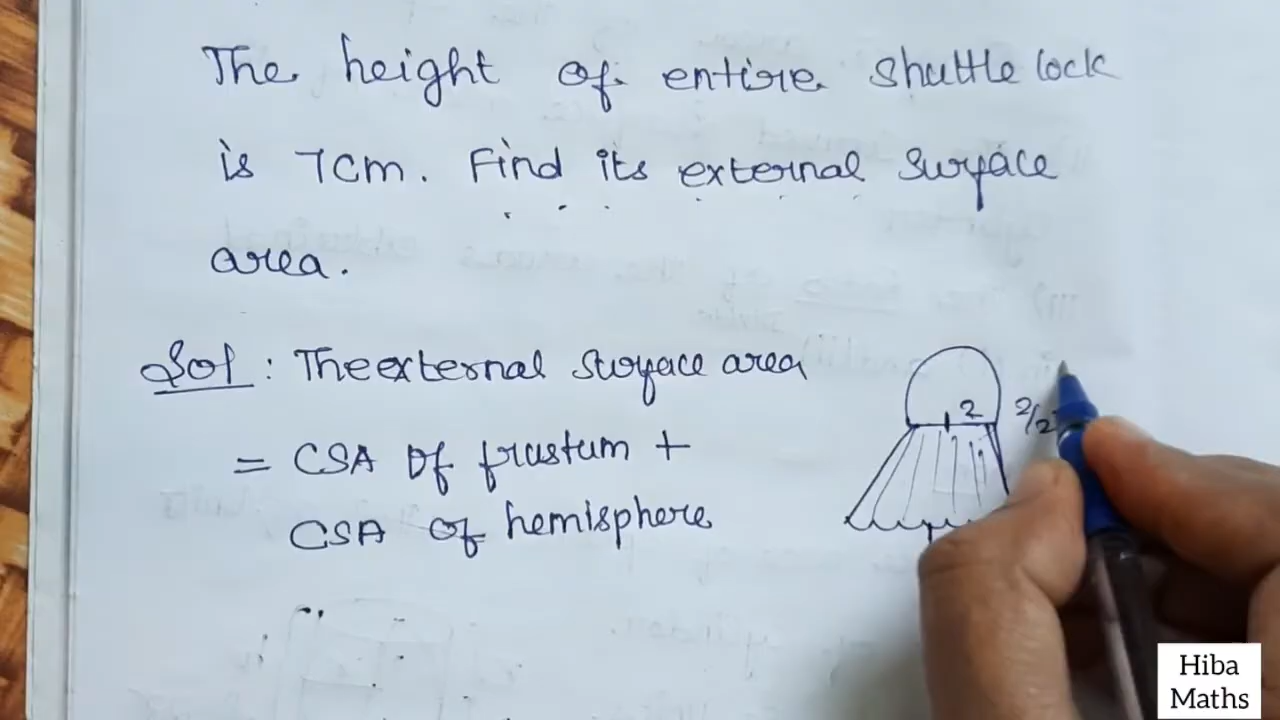 The height of entire shuttle cock
is 7cm. Find its external surface
area.
Sol : The external surface area
= CSA of frustum +
CSA of hemisphere
2
2/2
Hiba
Maths